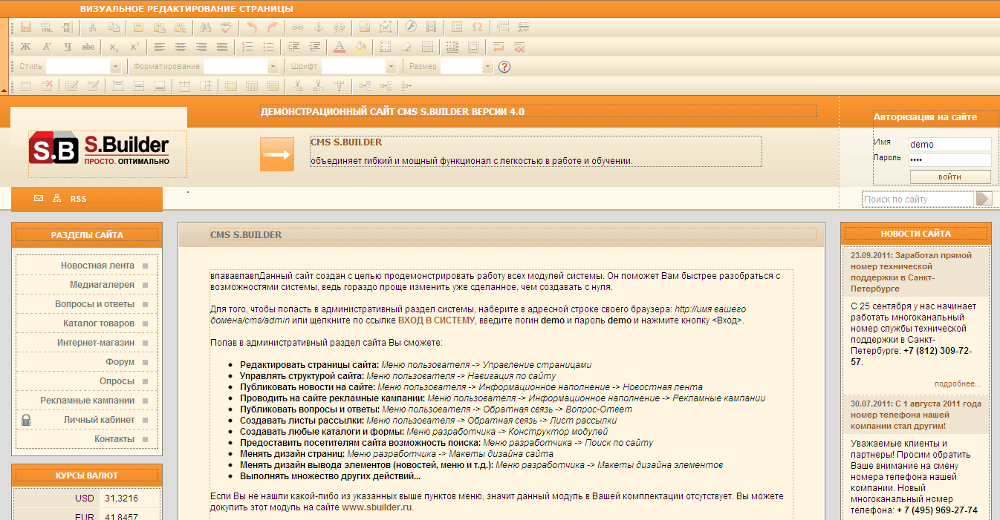 ВИЗУАЛЬНОЕ РЕДАКТИРОВАНИЕ СТРАНИЦЫ
HTML
ABC
Ж К Ч abc x₂ x²
A
Стиль Форматирование Шрифт Размер ?
ДЕМОНСТРАЦИОННЫЙ САЙТ CMS S.BUILDER ВЕРСИИ 4.0
S.B S.Builder
ПРОСТО. ОПТИМАЛЬНО
CMS S.BUILDER
объединяет гибкий и мощный функционал с легкостью в работе и обучении.
Авторизация на сайте
Имя demo
Пароль ••••
войти
Поиск по сайту
RSS
РАЗДЕЛЫ САЙТА
Новостная лента
Медиагалерея
Вопросы и ответы
Каталог товаров
Интернет-магазин
Форум
Опросы
Рекламные кампании
Личный кабинет
Контакты
КУРСЫ ВАЛЮТ
USD 31,3216
EUR 41,8457
CMS S.BUILDER
впававпавпДанный сайт создан с целью продемонстрировать работу всех модулей системы. Он поможет Вам быстрее разобраться с
возможностями системы, ведь гораздо проще изменить уже сделанное, чем создавать с нуля.
Для того, чтобы попасть в административный раздел системы, наберите в адресной строке своего браузера: http://имя вашего
домена/cms/admin или щелкните по ссылке ВХОД В СИСТЕМУ, введите логин demo и пароль demo и нажмите кнопку <Вход>.
Попав в административный раздел сайта Вы сможете:
• Редактировать страницы сайта: Меню пользователя -> Управление страницами
• Управлять структурой сайта: Меню пользователя -> Навигация по сайту
• Публиковать новости на сайте: Меню пользователя -> Информационное наполнение -> Новостная лента
• Проводить на сайте рекламные кампании: Меню пользователя -> Информационное наполнение -> Рекламные кампании
• Публиковать вопросы и ответы: Меню пользователя -> Обратная связь -> Вопрос-Ответ
• Создавать листы рассылки: Меню пользователя -> Обратная связь -> Лист рассылки
• Создавать любые каталоги и формы: Меню разработчика -> Конструктор модулей
• Предоставить посетителям сайта возможность поиска: Меню разработчика -> Поиск по сайту
• Менять дизайн страниц: Меню разработчика -> Макеты дизайна сайта
• Менять дизайн вывода элементов (новостей, меню и т.д.): Меню разработчика -> Макеты дизайна элементов
• Выполнять множество других действий...
Если Вы не нашли какой-либо из указанных выше пунктов меню, значит данный модуль в Вашей комплектации отсутствует. Вы можете
докупить этот модуль на сайте www.sbuilder.ru.
НОВОСТИ САЙТА
23.09.2011: Заработал прямой
номер технической
поддержки в Санкт-
Петербурге
С 25 сентября у нас начинает
работать многоканальный
номер службы технической
поддержки в Санкт-
Петербурге: +7 (812) 309-72-
57.
подробнее...
30.07.2011: С 1 августа 2011 года
номер телефона нашей
компании стал другим!
Уважаемые клиенты и
партнеры! Просим обратить
Ваше внимание на смену
номера телефона нашей
компании. Новый
многоканальный номер
телефона: + 7 (495) 969-27-74